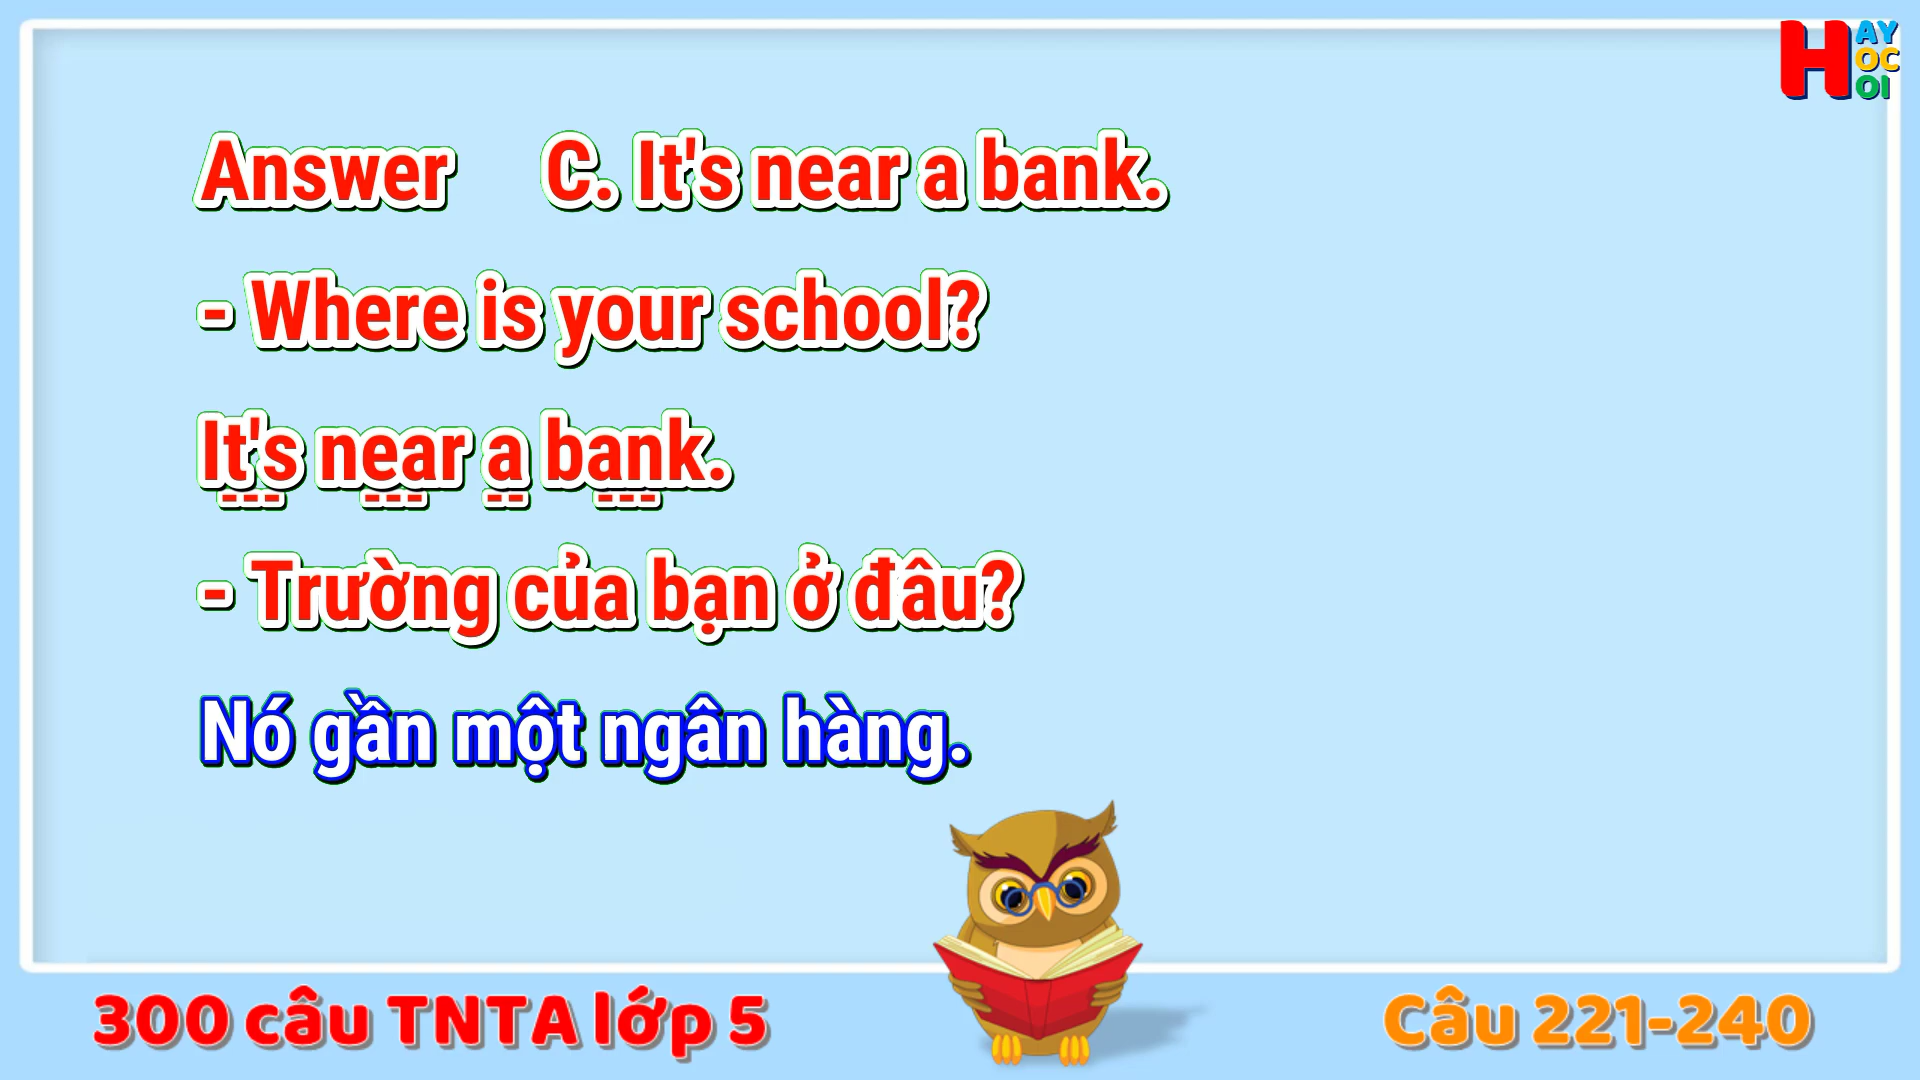 HAY
HOC
HOI
Answer C. It's near a bank.
- Where is your school?
It's near a bank.
- Trường của bạn ở đâu?
Nó gần một ngân hàng.
300 câu TNTA lớp 5
Câu 221-240